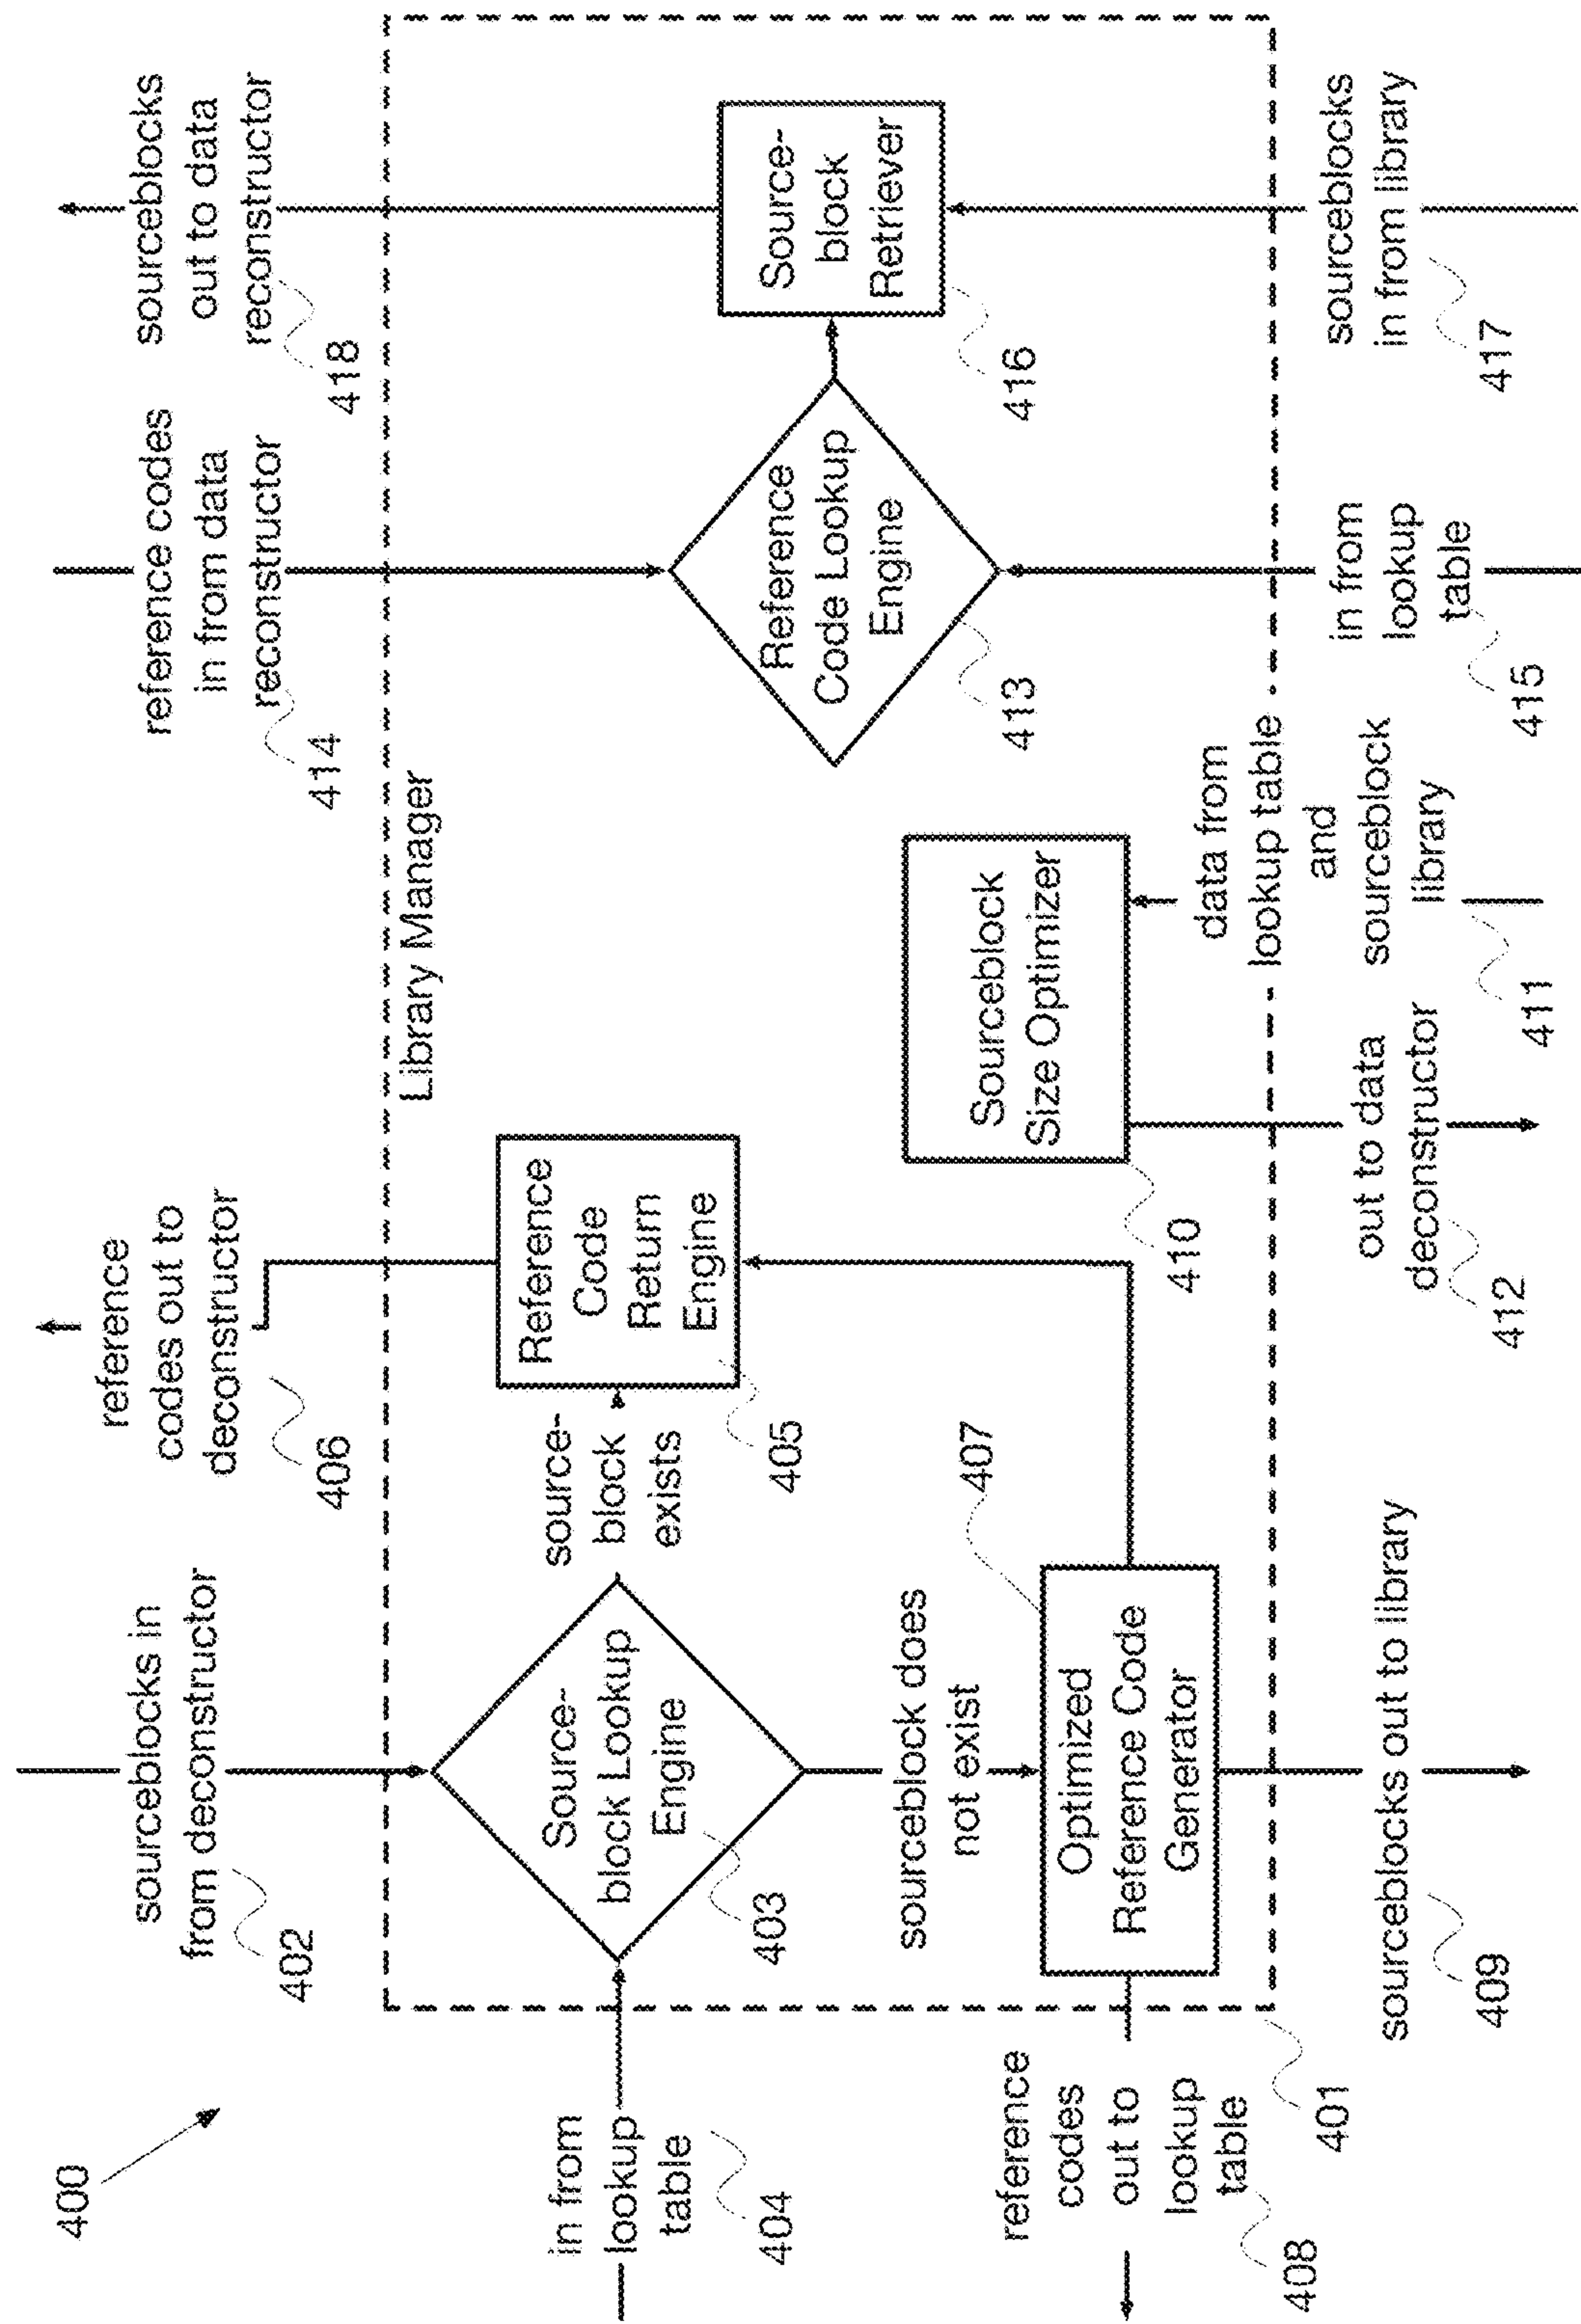 400
sourceblocks in
from deconstructor
402
reference
codes out to
deconstructor
406
reference codes
in from data
reconstructor
414
sourceblocks
out to data
reconstructor
418
Library Manager
in from
lookup
table
404
Source-
block Lookup
Engine
403
source-
block
exists
Reference
Code
Return
Engine
405
sourceblock does
not exist
407
Optimized
Reference Code
Generator
reference
codes
out to
lookup
table
408
401
sourceblocks out to library
409
Sourceblock
Size Optimizer
410
data from
lookup table
and
sourceblock
library
411
out to data
deconstructor
412
Reference
Code Lookup
Engine
413
in from
lookup
table
415
Source-
block
Retriever
416
sourceblocks
in from library
417